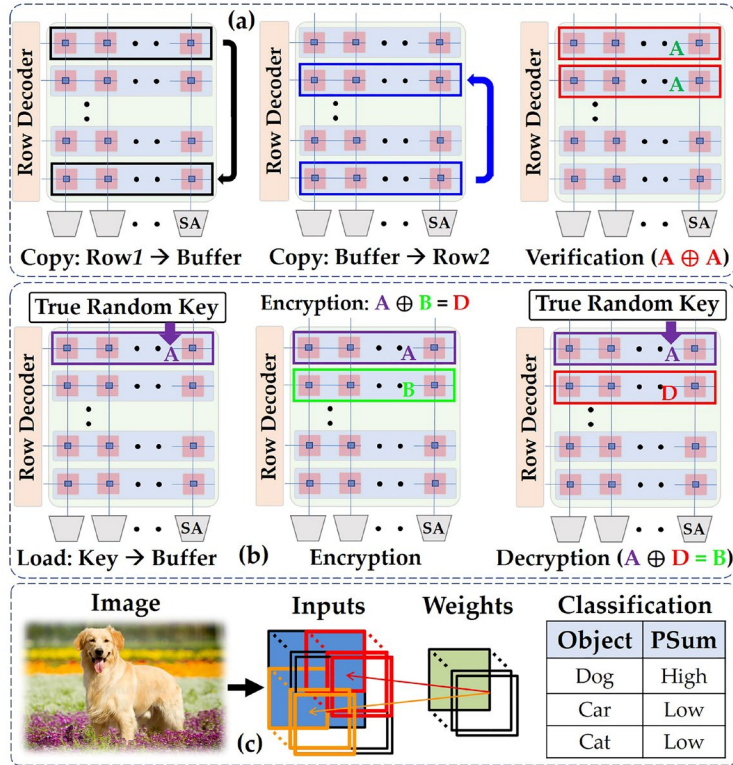 (a)
Row Decoder
SA
Copy: Row1 → Buffer
Row Decoder
SA
Copy: Buffer → Row2
Row Decoder
A
A
SA
Verification (A ⊕ A)
True Random Key
Row Decoder
A
SA
Load: Key → Buffer
(b)
Encryption: A ⊕ B = D
Row Decoder
A
B
SA
Encryption
True Random Key
Row Decoder
A
D
SA
Decryption (A ⊕ D = B)
Image
Inputs
Weights
(c)
Classification
Object PSum
Dog High
Car Low
Cat Low